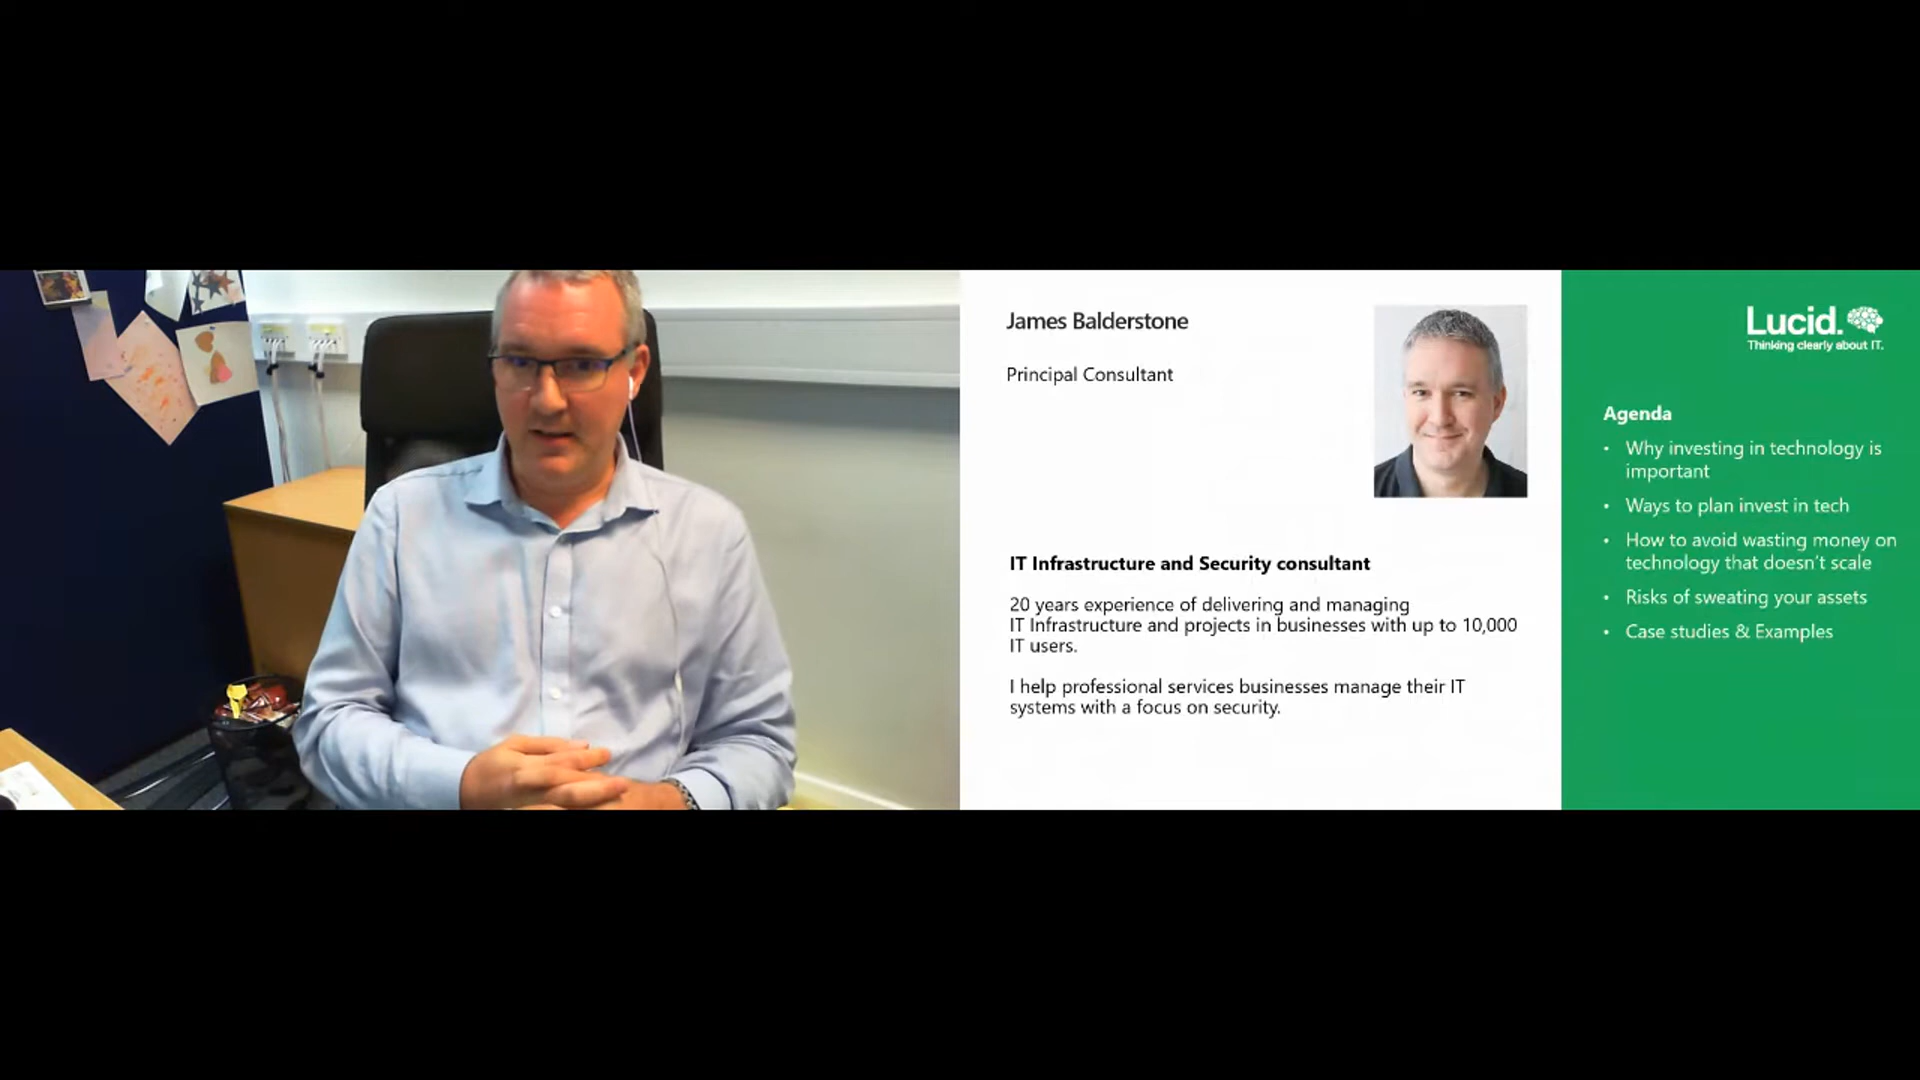 James Balderstone
Principal Consultant
IT Infrastructure and Security consultant
20 years experience of delivering and managing
IT Infrastructure and projects in businesses with up to 10,000
IT users.
I help professional services businesses manage their IT
systems with a focus on security.
Lucid.
Thinking clearly about IT.
Agenda
• Why investing in technology is
important
• Ways to plan invest in tech
• How to avoid wasting money on
technology that doesn't scale
• Risks of sweating your assets
• Case studies & Examples